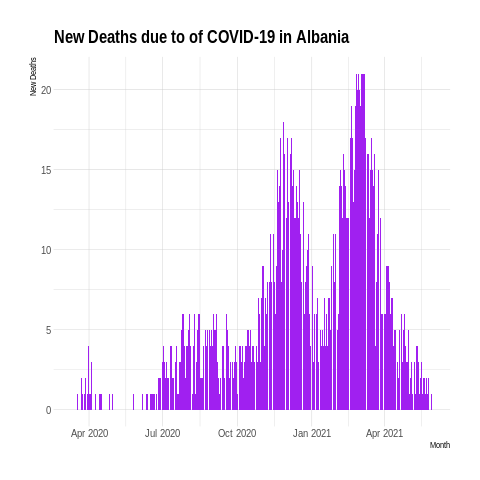 New Deaths due to of COVID-19 in Albania
New Deaths
20
15
10
5
0
Apr 2020 Jul 2020 Oct 2020 Jan 2021 Apr 2021
Month